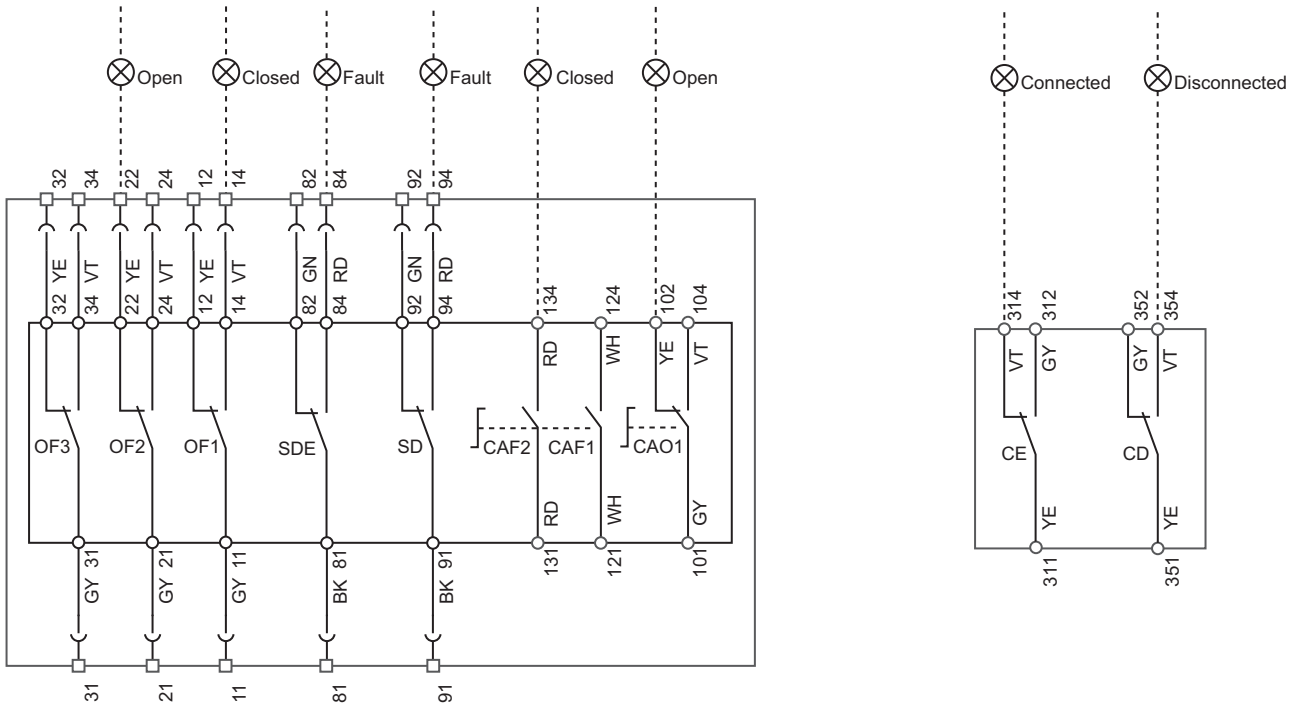 Open Closed Fault Fault Closed Open Connected Disconnected
32 34 22 24 12 14 82 84 92 94
YE VT YE VT YE VT GN RD GN RD
32 34 22 24 12 14 82 84 92 94 134 124 102 104 314 312 352 354
RD WH YE VT VT GY GY VT
OF3 OF2 OF1 SDE SD CAF2 CAF1 CAO1 CE CD
RD WH GY YE YE
31 21 11 81 91 131 121 101 311 351
GY GY GY BK BK
31 21 11 81 91